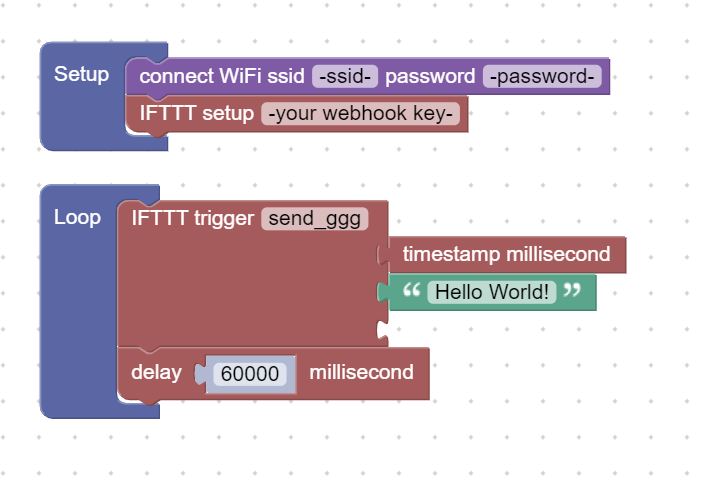 Setup
connect WiFi ssid -ssid- password -password-
IFTTT setup -your webhook key-
Loop
IFTTT trigger send_ggg
timestamp millisecond
“ Hello World! ”
delay 60000 millisecond